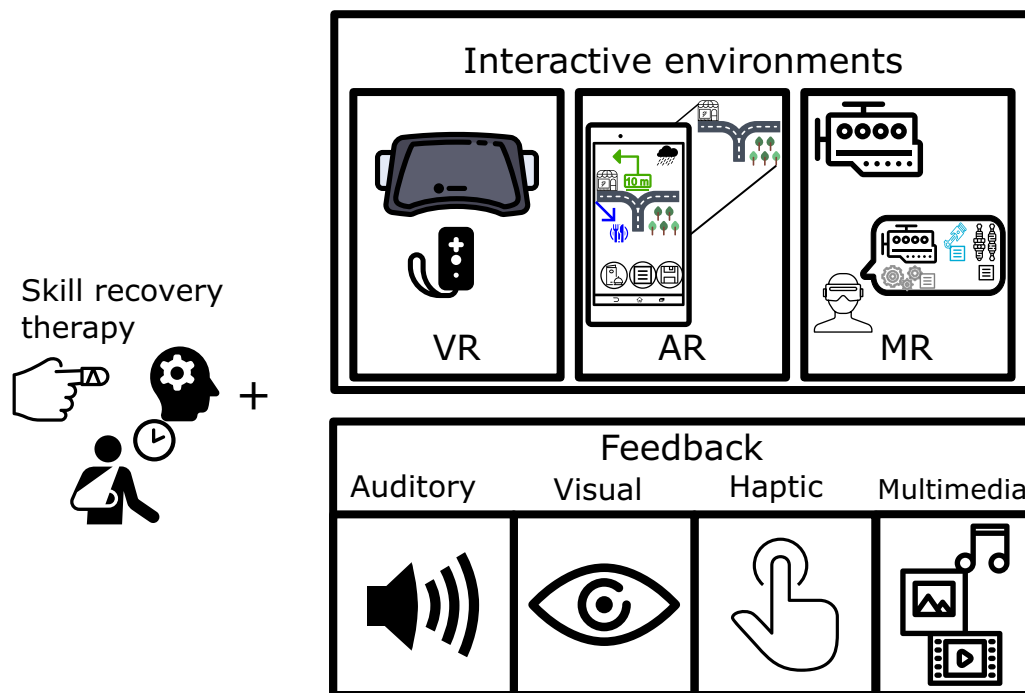 Interactive environments
10 m
VR
AR
MR
Skill recovery
therapy
+
Feedback
Auditory
Visual
Haptic
Multimedia